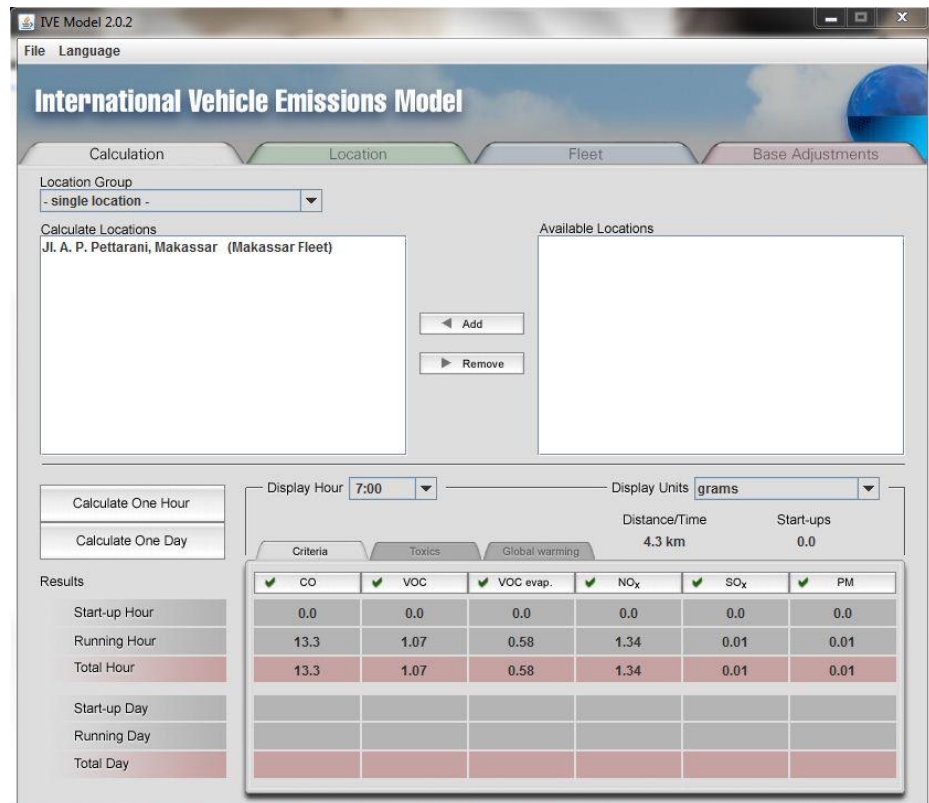 IVE Model 2.0.2
File Language
International Vehicle Emissions Model
Calculation Location Fleet Base Adjustments
Location Group
- single location -
Calculate Locations Available Locations
Jl. A. P. Pettarani, Makassar (Makassar Fleet)
Add
Remove
Calculate One Hour
Calculate One Day
Display Hour 7:00 Display Units grams
Distance/Time Start-ups
4.3 km 0.0
Criteria Toxics Global warming
Results CO VOC VOC evap. NOx SOx PM
Start-up Hour 0.0 0.0 0.0 0.0 0.0 0.0
Running Hour 13.3 1.07 0.58 1.34 0.01 0.01
Total Hour 13.3 1.07 0.58 1.34 0.01 0.01
Start-up Day
Running Day
Total Day